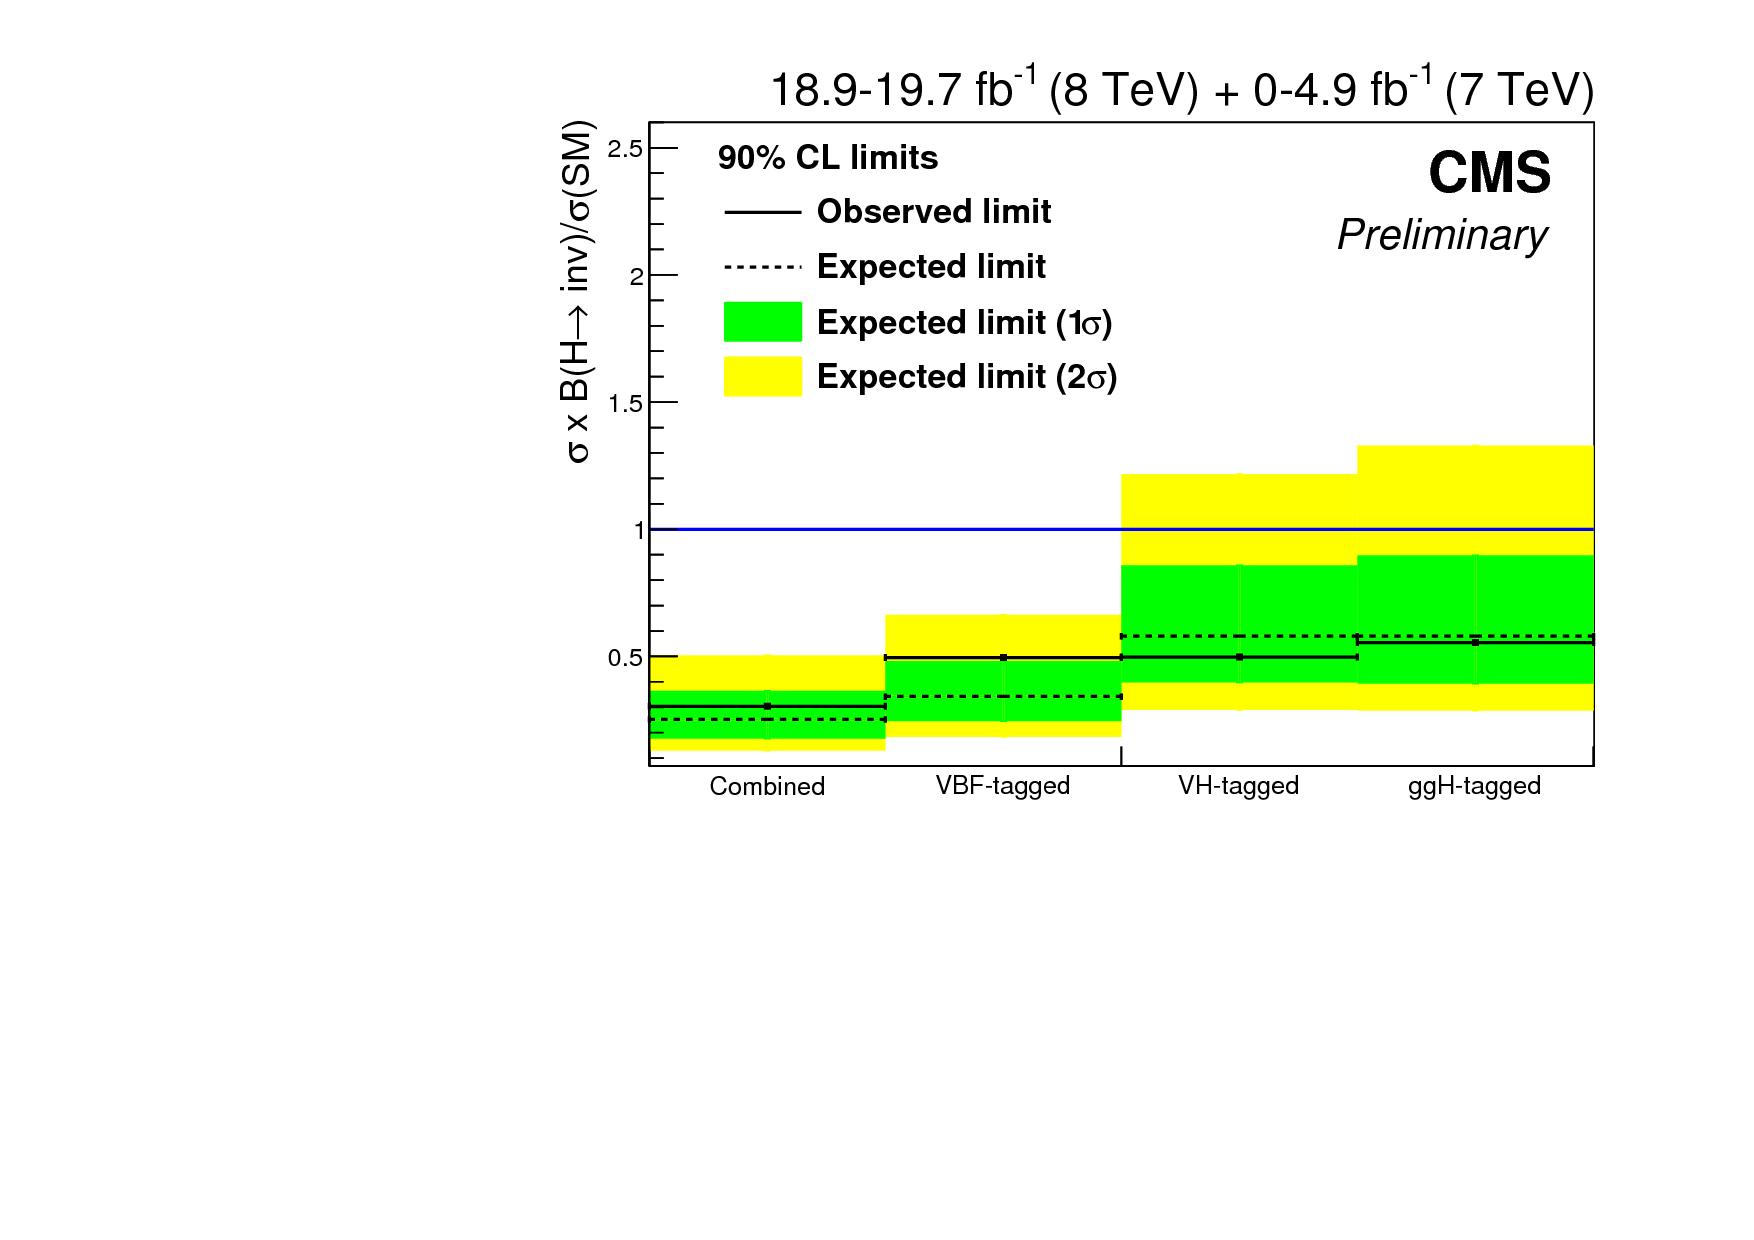 18.9-19.7 fb⁻¹ (8 TeV) + 0-4.9 fb⁻¹ (7 TeV)
σ x B(H→ inv)/σ(SM)
2.5
2
1.5
1
0.5
90% CL limits
Observed limit
Expected limit
Expected limit (1σ)
Expected limit (2σ)
CMS
Preliminary
Combined
VBF-tagged
VH-tagged
ggH-tagged